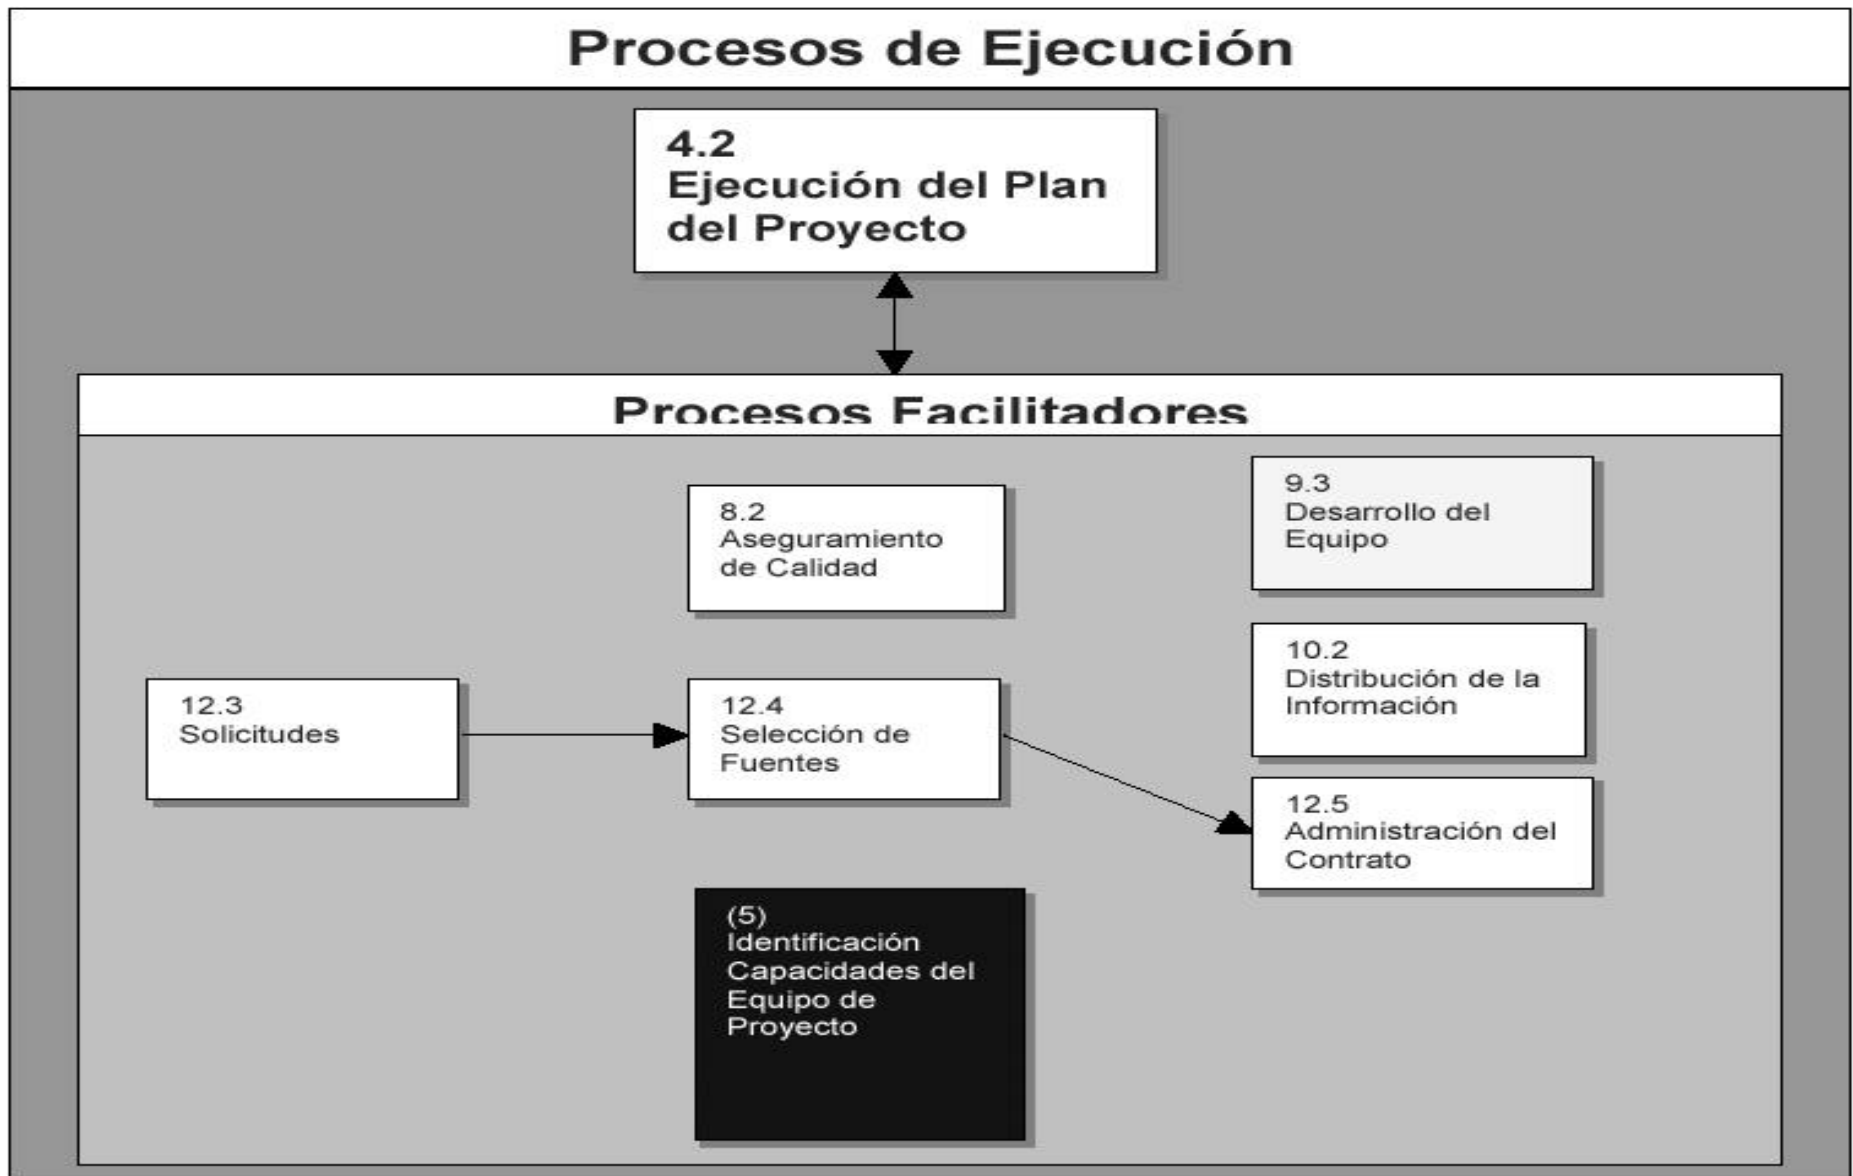 Procesos de Ejecución
4.2
Ejecución del Plan
del Proyecto
Procesos Facilitadores
8.2
Aseguramiento
de Calidad
9.3
Desarrollo del
Equipo
10.2
Distribución de la
Información
12.3
Solicitudes
12.4
Selección de
Fuentes
12.5
Administración del
Contrato
(5)
Identificación
Capacidades del
Equipo de
Proyecto